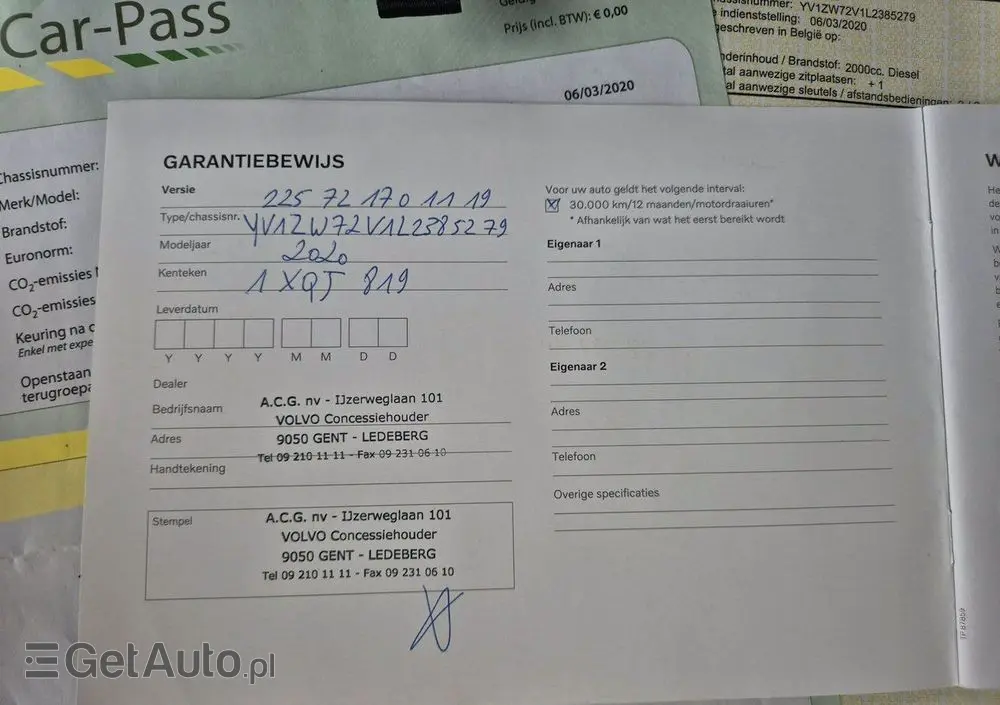 Car-Pass
Prijs (incl. BTW): € 0,00
06/03/2020
YV1ZW72V1L2385279
indienststelling: 06/03/2020
geschreven in België op:
Brandstof: 2000cc. Diesel
aanwezige zitplaatsen: + 1
aanwezige sleutels / afstandsbedieningen:
Chassisnummer:
Merk/Model:
Brandstof:
Euronorm:
CO₂-emissies
CO₂-emissies
Keuring na
Enkel met
GARANTIEBEWIJS
Versie 225 72 170 11 19
Type/chassisnr. YV1ZW72V1L2385279
Modeljaar 2020
Kenteken 1 XQJ 819
Leverdatum
Y Y Y Y M M D D
Dealer
Bedrijfsnaam A.C.G. nv - IJzerweglaan 101
VOLVO Concessiehouder
Adres 9050 GENT - LEDEBERG
Tel 09 210 11 11 - Fax 09 231 06 10
Handtekening
Stempel A.C.G. nv - IJzerweglaan 101
VOLVO Concessiehouder
9050 GENT - LEDEBERG
Tel 09 210 11 11 - Fax 09 231 06 10
Voor uw auto geldt het volgende interval:
30.000 km/12 maanden/motordraaiuren*
* Afhankelijk van wat het eerst bereikt wordt
Eigenaar 1
Adres
Telefoon
Eigenaar 2
Adres
Telefoon
Overige specificaties
GetAuto.pl